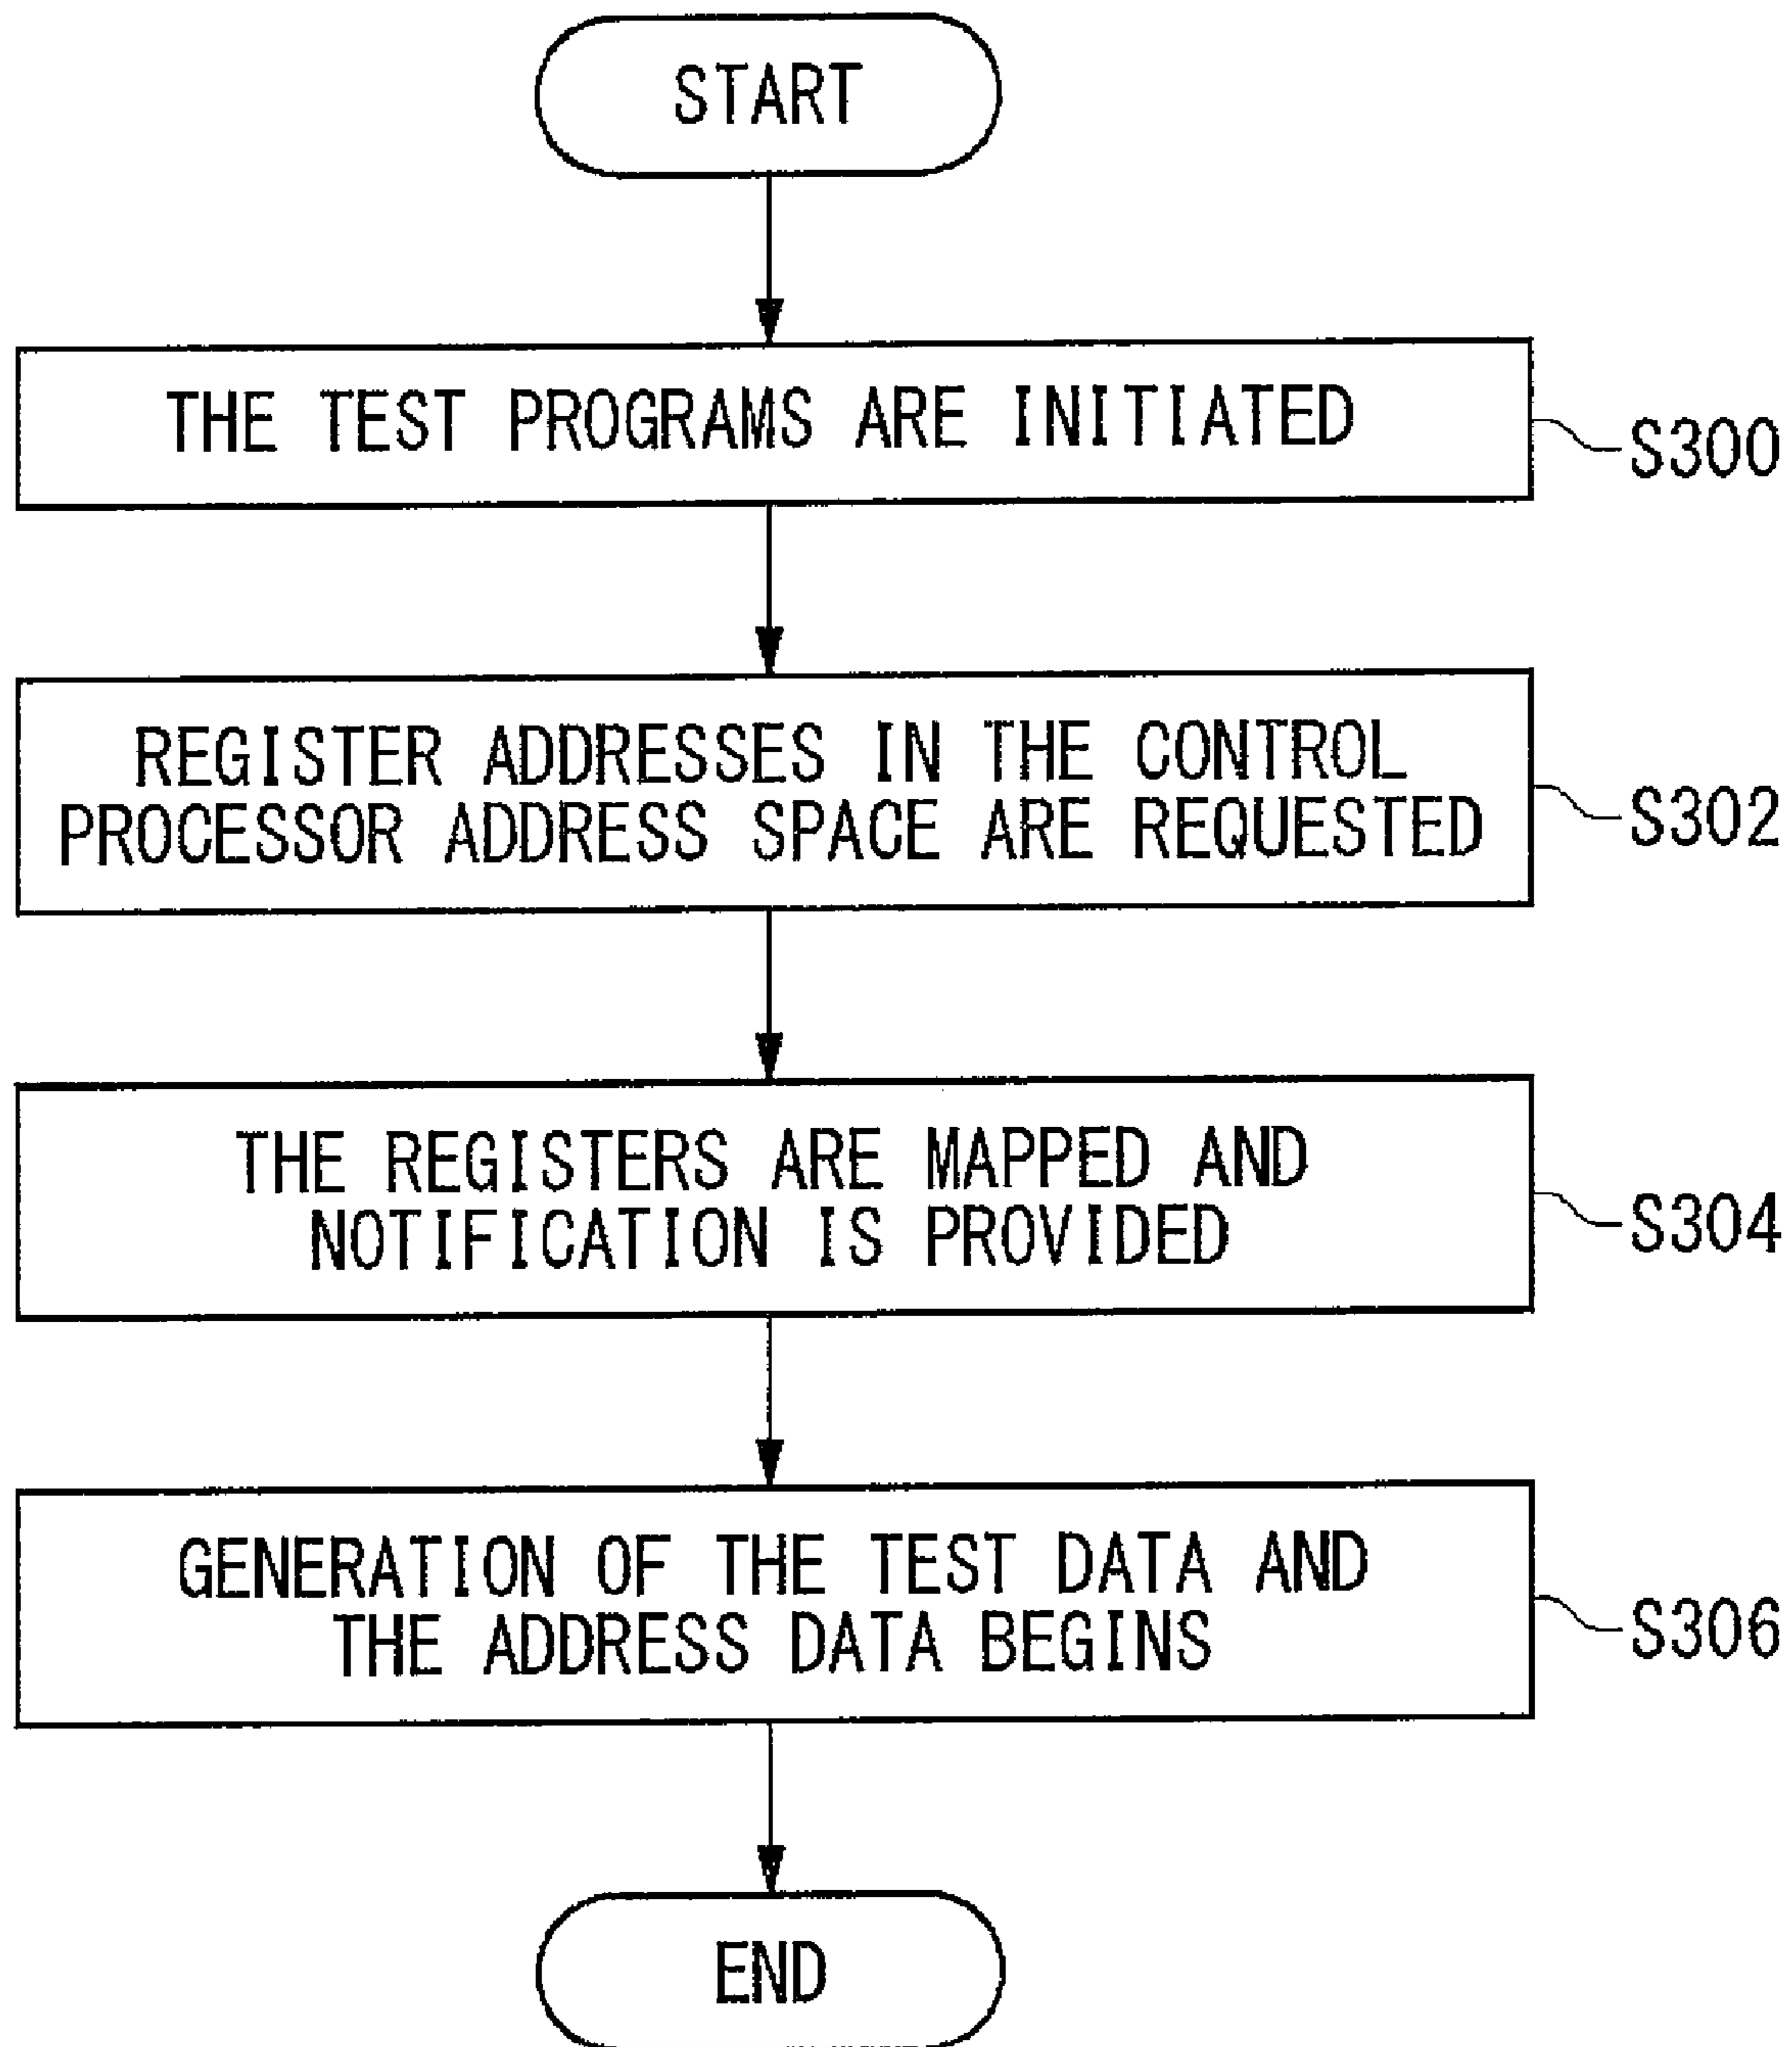 START
THE TEST PROGRAMS ARE INITIATED
S300
REGISTER ADDRESSES IN THE CONTROL
PROCESSOR ADDRESS SPACE ARE REQUESTED
S302
THE REGISTERS ARE MAPPED AND
NOTIFICATION IS PROVIDED
S304
GENERATION OF THE TEST DATA AND
THE ADDRESS DATA BEGINS
S306
END